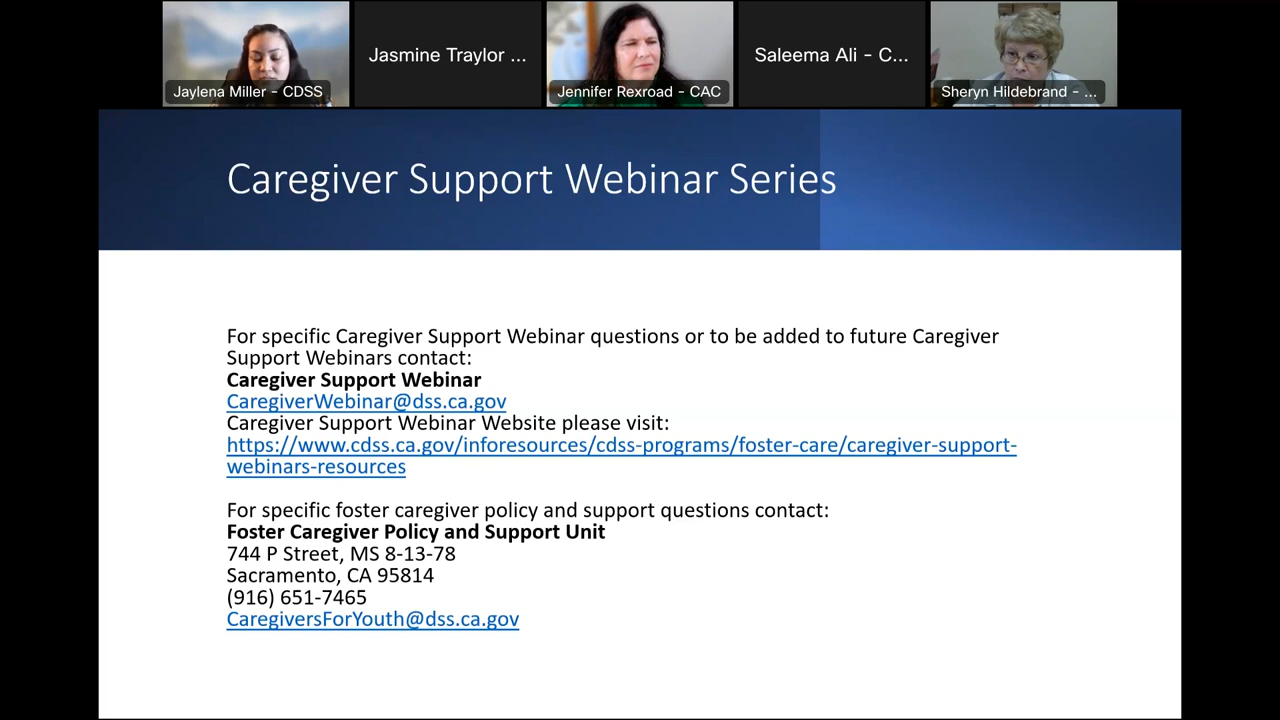 Jaylena Miller - CDSS
Jasmine Traylor ...
Jennifer Rexroad - CAC
Saleema Ali - C...
Sheryn Hildebrand - ...
Caregiver Support Webinar Series
For specific Caregiver Support Webinar questions or to be added to future Caregiver
Support Webinars contact:
Caregiver Support Webinar
CaregiverWebinar@dss.ca.gov
Caregiver Support Webinar Website please visit:
https://www.cdss.ca.gov/inforesources/cdss-programs/foster-care/caregiver-support-
webinars-resources
For specific foster caregiver policy and support questions contact:
Foster Caregiver Policy and Support Unit
744 P Street, MS 8-13-78
Sacramento, CA 95814
(916) 651-7465
CaregiversForYouth@dss.ca.gov